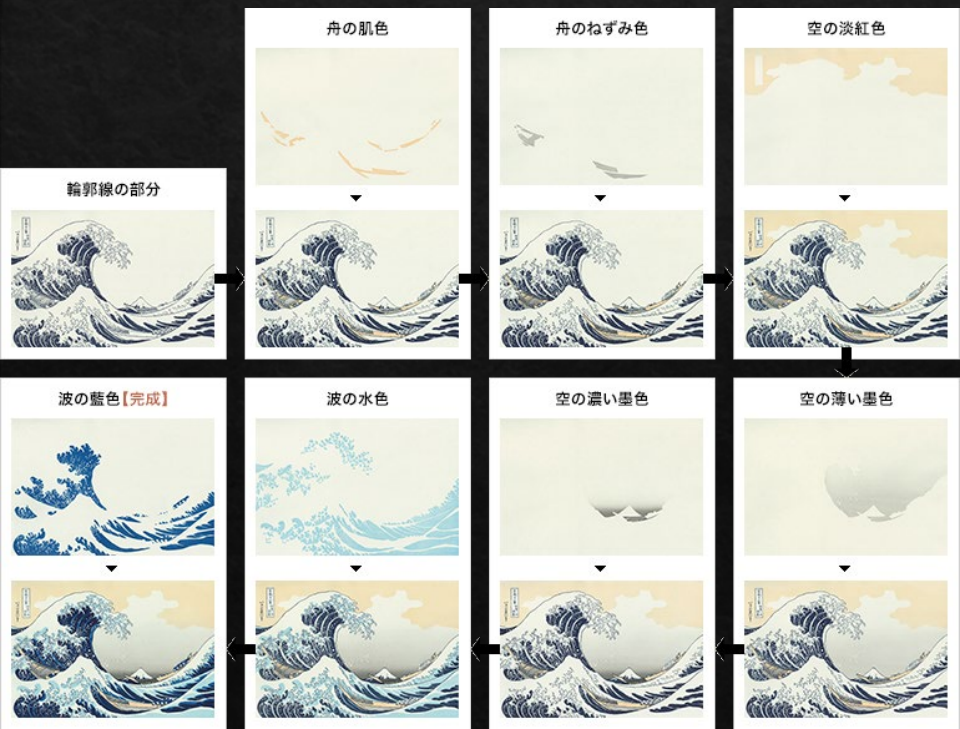 輪郭線の部分
舟の肌色
舟のねずみ色
空の淡紅色
空の薄い墨色
空の濃い墨色
波の水色
波の藍色【完成】